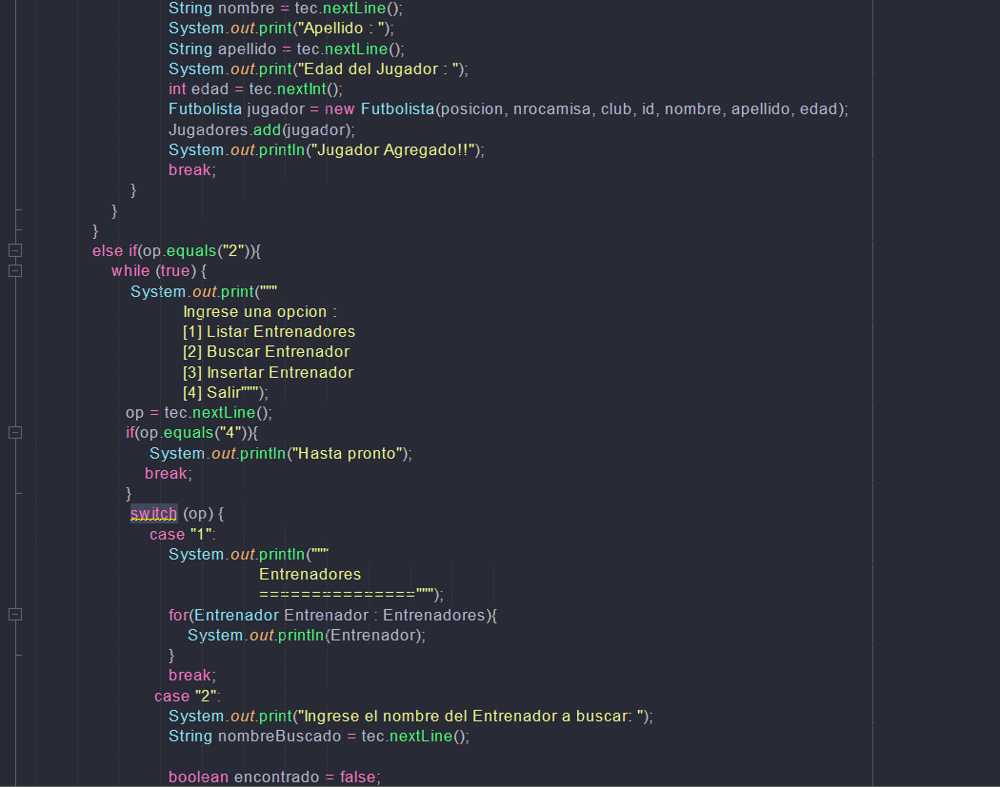 String nombre = tec.nextLine();
System.out.print("Apellido : ");
String apellido = tec.nextLine();
System.out.print("Edad del Jugador : ");
int edad = tec.nextInt();
Futbolista jugador = new Futbolista(posicion, nrocamisa, club, id, nombre, apellido, edad);
Jugadores.add(jugador);
System.out.println("Jugador Agregado!!");
break;
}
}
}
else if(op.equals("2")){
while (true) {
System.out.print("""
Ingrese una opcion :
[1] Listar Entrenadores
[2] Buscar Entrenador
[3] Insertar Entrenador
[4] Salir""");
op = tec.nextLine();
if(op.equals("4")){
System.out.println("Hasta pronto");
break;
}
switch (op) {
case "1":
System.out.println("""
Entrenadores
===============""");
for(Entrenador Entrenador : Entrenadores){
System.out.println(Entrenador);
}
break;
case "2":
System.out.print("Ingrese el nombre del Entrenador a buscar: ");
String nombreBuscado = tec.nextLine();
boolean encontrado = false;